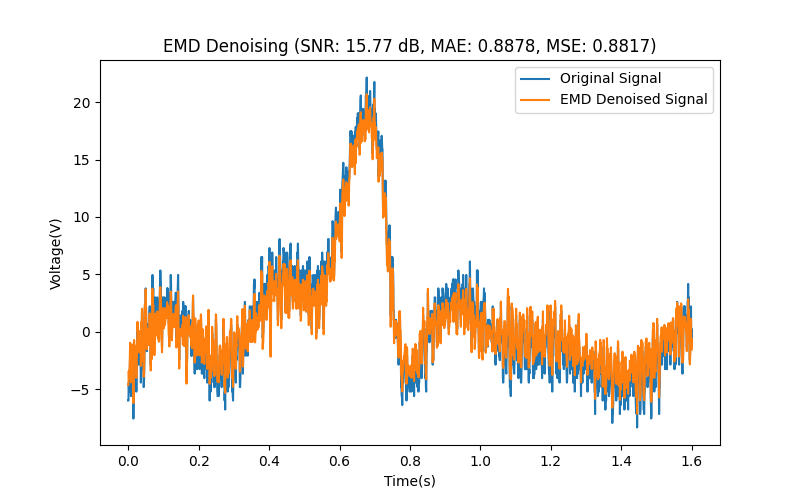 EMD Denoising (SNR: 15.77 dB, MAE: 0.8878, MSE: 0.8817)
Original Signal
EMD Denoised Signal
Voltage(V)
20
15
10
5
0
−5
0.0 0.2 0.4 0.6 0.8 1.0 1.2 1.4 1.6
Time(s)